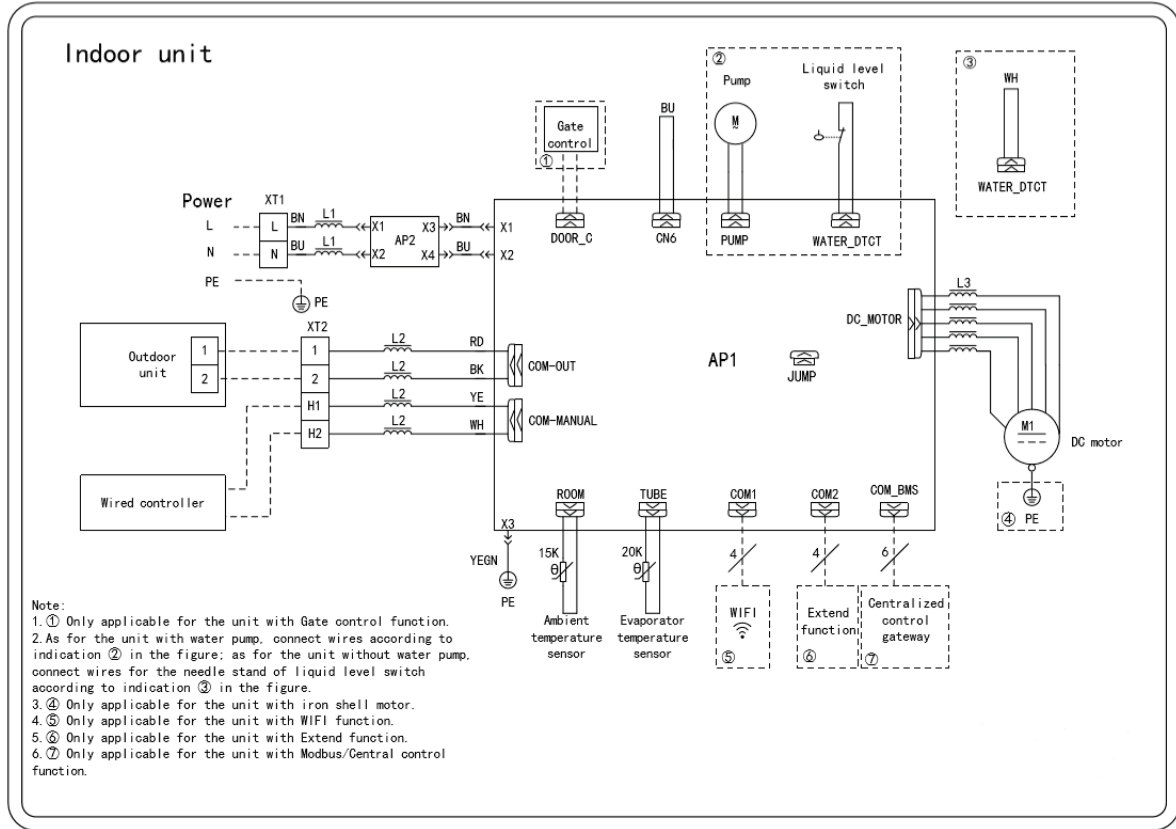 Indoor unit
②
Pump
M
~
Liquid level
switch
③
WH
WATER_DTCT
Gate
control
①
BU
DOOR_C
CN6
PUMP
WATER_DTCT
Power
XT1
L
L
BN
L1
X1
X3
BN
X1
N
N
BU
L1
X2
AP2
X4
BU
X2
PE
PE
XT2
Outdoor
unit
1
2
1
L2
RD
2
L2
BK
COM-OUT
H1
L2
YE
H2
L2
WH
COM-MANUAL
Wired controller
AP1
JUMP
DC_MOTOR
L3
M1
DC motor
④ PE
X3
YEGN
PE
ROOM
TUBE
COM1
COM2
COM_BMS
15K
θ
20K
θ
4
4
6
Ambient
temperature
sensor
Evaporator
temperature
sensor
WIFI
⑤
Extend
function
⑥
Centralized
control
gateway
⑦
Note:
1. ① Only applicable for the unit with Gate control function.
2. As for the unit with water pump, connect wires according to
indication ② in the figure; as for the unit without water pump,
connect wires for the needle stand of liquid level switch
according to indication ③ in the figure.
3. ④ Only applicable for the unit with iron shell motor.
4. ⑤ Only applicable for the unit with WIFI function.
5. ⑥ Only applicable for the unit with Extend function.
6. ⑦ Only applicable for the unit with Modbus/Central control
function.